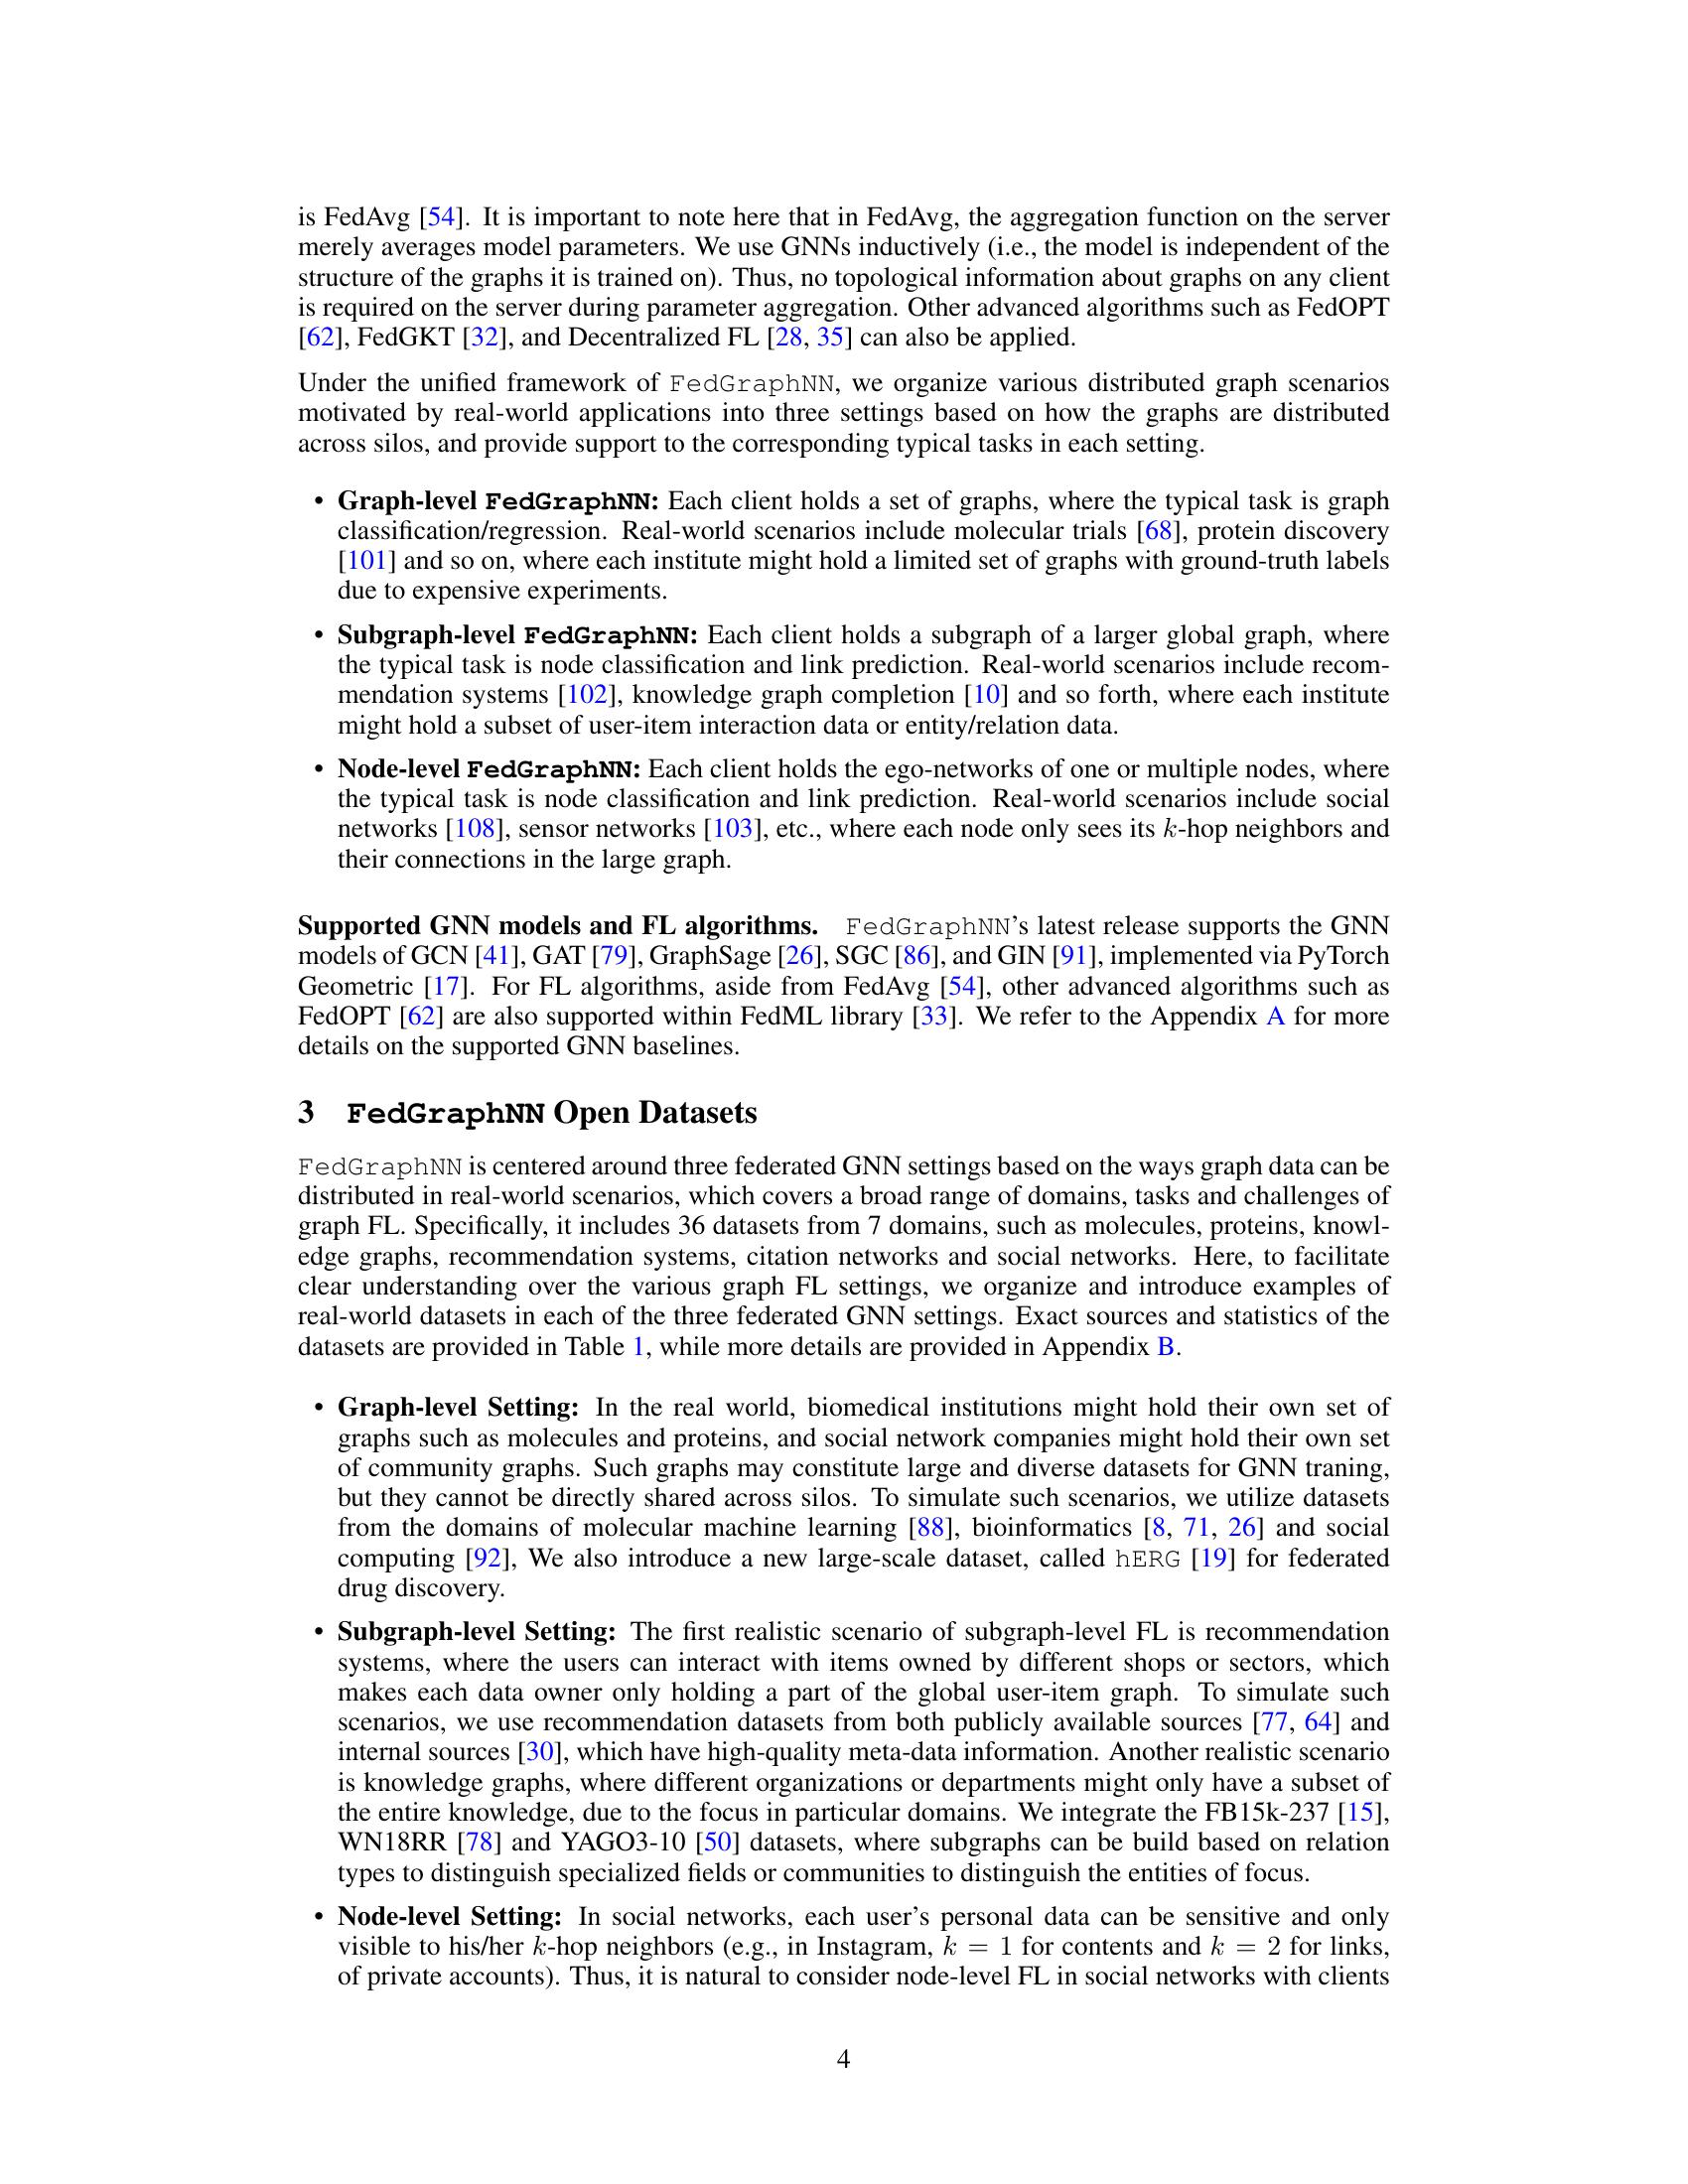 is FedAvg [54]. It is important to note here that in FedAvg, the aggregation function on the server
merely averages model parameters. We use GNNs inductively (i.e., the model is independent of the
structure of the graphs it is trained on). Thus, no topological information about graphs on any client
is required on the server during parameter aggregation. Other advanced algorithms such as FedOPT
[62], FedGKT [32], and Decentralized FL [28, 35] can also be applied.
Under the unified framework of FedGraphNN, we organize various distributed graph scenarios
motivated by real-world applications into three settings based on how the graphs are distributed
across silos, and provide support to the corresponding typical tasks in each setting.
• Graph-level FedGraphNN: Each client holds a set of graphs, where the typical task is graph
classification/regression. Real-world scenarios include molecular trials [68], protein discovery
[101] and so on, where each institute might hold a limited set of graphs with ground-truth labels
due to expensive experiments.
• Subgraph-level FedGraphNN: Each client holds a subgraph of a larger global graph, where
the typical task is node classification and link prediction. Real-world scenarios include recom-
mendation systems [102], knowledge graph completion [10] and so forth, where each institute
might hold a subset of user-item interaction data or entity/relation data.
• Node-level FedGraphNN: Each client holds the ego-networks of one or multiple nodes, where
the typical task is node classification and link prediction. Real-world scenarios include social
networks [108], sensor networks [103], etc., where each node only sees its k-hop neighbors and
their connections in the large graph.
Supported GNN models and FL algorithms. FedGraphNN's latest release supports the GNN
models of GCN [41], GAT [79], GraphSage [26], SGC [86], and GIN [91], implemented via PyTorch
Geometric [17]. For FL algorithms, aside from FedAvg [54], other advanced algorithms such as
FedOPT [62] are also supported within FedML library [33]. We refer to the Appendix A for more
details on the supported GNN baselines.
3 FedGraphNN Open Datasets
FedGraphNN is centered around three federated GNN settings based on the ways graph data can be
distributed in real-world scenarios, which covers a broad range of domains, tasks and challenges of
graph FL. Specifically, it includes 36 datasets from 7 domains, such as molecules, proteins, knowl-
edge graphs, recommendation systems, citation networks and social networks. Here, to facilitate
clear understanding over the various graph FL settings, we organize and introduce examples of
real-world datasets in each of the three federated GNN settings. Exact sources and statistics of the
datasets are provided in Table 1, while more details are provided in Appendix B.
• Graph-level Setting: In the real world, biomedical institutions might hold their own set of
graphs such as molecules and proteins, and social network companies might hold their own set
of community graphs. Such graphs may constitute large and diverse datasets for GNN traning,
but they cannot be directly shared across silos. To simulate such scenarios, we utilize datasets
from the domains of molecular machine learning [88], bioinformatics [8, 71, 26] and social
computing [92], We also introduce a new large-scale dataset, called hERG [19] for federated
drug discovery.
• Subgraph-level Setting: The first realistic scenario of subgraph-level FL is recommendation
systems, where the users can interact with items owned by different shops or sectors, which
makes each data owner only holding a part of the global user-item graph. To simulate such
scenarios, we use recommendation datasets from both publicly available sources [77, 64] and
internal sources [30], which have high-quality meta-data information. Another realistic scenario
is knowledge graphs, where different organizations or departments might only have a subset of
the entire knowledge, due to the focus in particular domains. We integrate the FB15k-237 [15],
WN18RR [78] and YAGO3-10 [50] datasets, where subgraphs can be build based on relation
types to distinguish specialized fields or communities to distinguish the entities of focus.
• Node-level Setting: In social networks, each user's personal data can be sensitive and only
visible to his/her k-hop neighbors (e.g., in Instagram, k = 1 for contents and k = 2 for links,
of private accounts). Thus, it is natural to consider node-level FL in social networks with clients
4